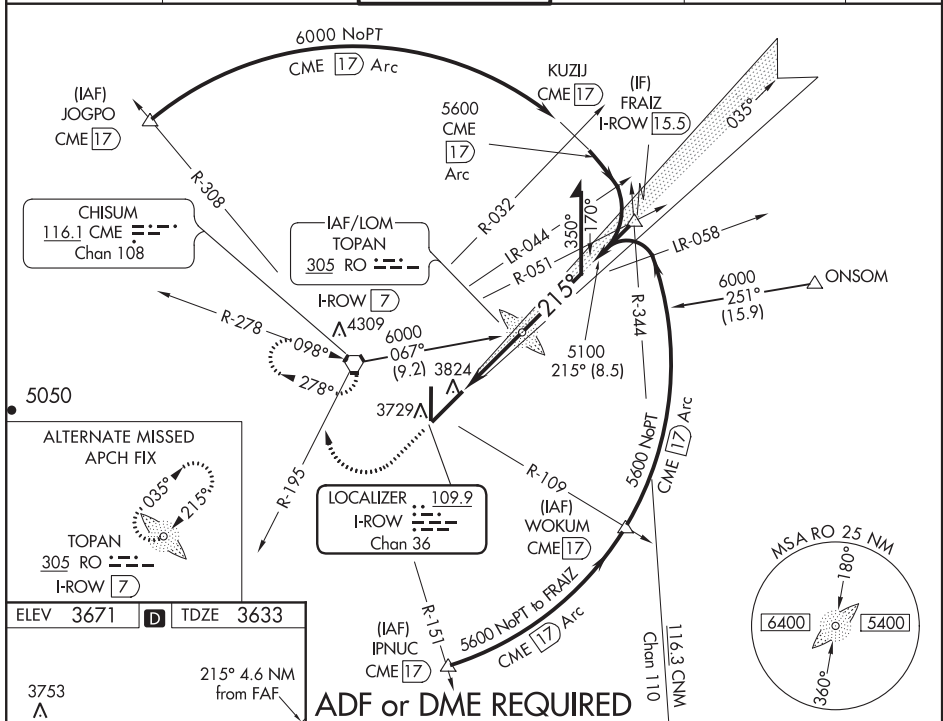 6000 NoPT
CME 17 Arc
(IAF)
JOGPO
CME 17
KUZIJ
CME 17
(IF)
FRAIZ
I-ROW 15.5
5600
CME
17
Arc
035°
R-308
R-032
CHISUM
116.1 CME
Chan 108
IAF/LOM
TOPAN
305 RO
I-ROW 7
LR-044
R-051
350°
170°
LR-058
215°
R-344
6000
251°
(15.9)
ONSOM
R-278
098°
278°
4309
6000
067°
(9.2)
3824
3729
5100
215° (8.5)
5050
ALTERNATE MISSED
APCH FIX
035°
215°
TOPAN
305 RO
I-ROW 7
R-195
LOCALIZER 109.9
I-ROW
Chan 36
R-109
(IAF)
WOKUM
CME 17
5600 NoPT
CME 17 Arc
R-151
(IAF)
IPNUC
CME 17
5600 NoPT to FRAIZ
CME 17 Arc
116.3 CNM
Chan 110
MSA RO 25 NM
180°
6400
5400
360°
ELEV 3671 D TDZE 3633
3753
215° 4.6 NM
from FAF
ADF or DME REQUIRED